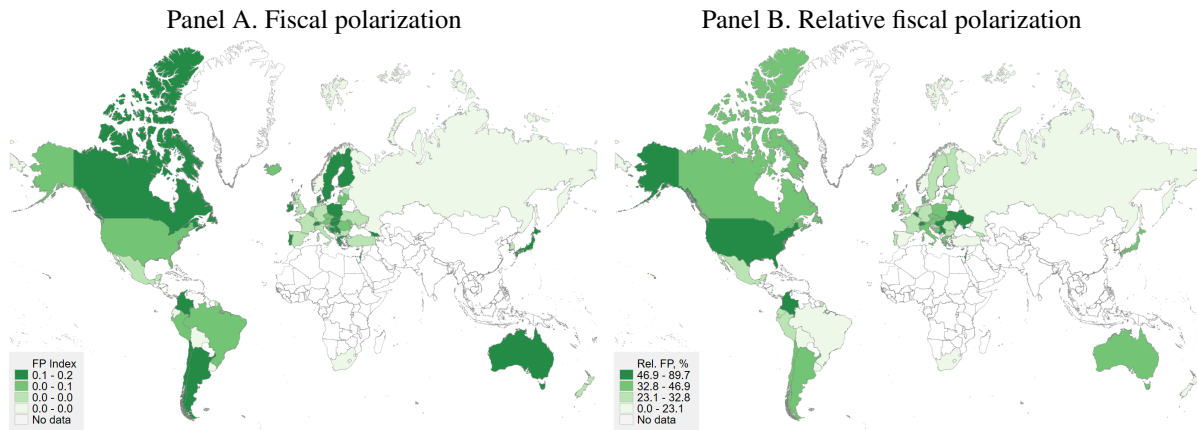 Panel A. Fiscal polarization
FP Index
0.1 - 0.2
0.0 - 0.1
0.0 - 0.0
0.0 - 0.0
No data
Panel B. Relative fiscal polarization
Rel. FP, %
46.9 - 89.7
32.8 - 46.9
23.1 - 32.8
0.0 - 23.1
No data